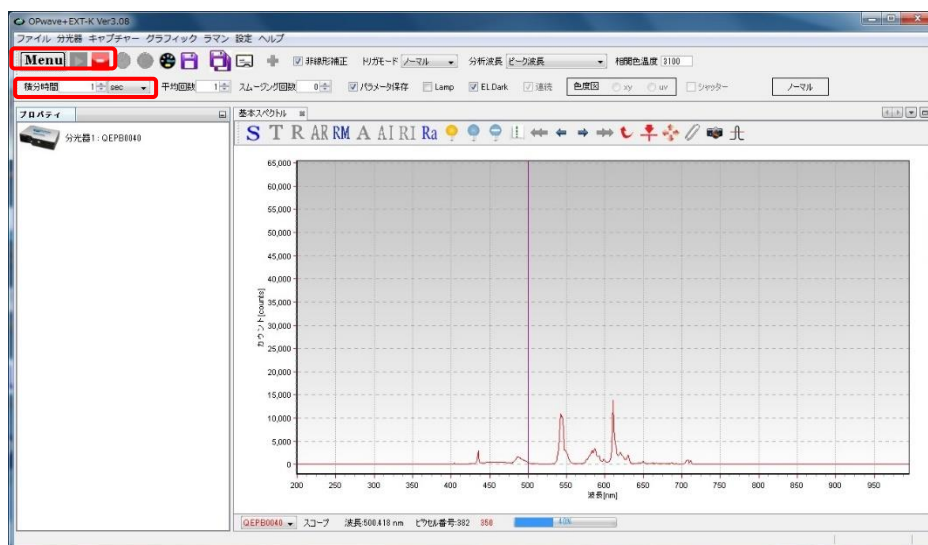 OPwave+EXT-K Ver3.08
ファイル 分光器 キャプチャー グラフィック ラマン 設定 ヘルプ
Menu 非線形補正 トリガモード ノーマル 分析波長 ピーク波長 相関色温度 3100
積分時間 1 sec 平均回数 1 スムージング回数 0 パラメータ保存 Lamp EL.Dark 連続 色度図 xy uv シャッター ノーマル
プロパティ 基本スペクトル
分光器1 : QEPB0040
S T R AR RM A AI RI Ra
65,000
60,000
55,000
50,000
45,000
40,000
35,000
30,000
25,000
20,000
15,000
10,000
5,000
0
カウント[counts]
200 250 300 350 400 450 500 550 600 650 700 750 800 850 900 950
波長[nm]
QEPB0040 スコープ 波長:500.418 nm ピクセル番号:382 350 40%